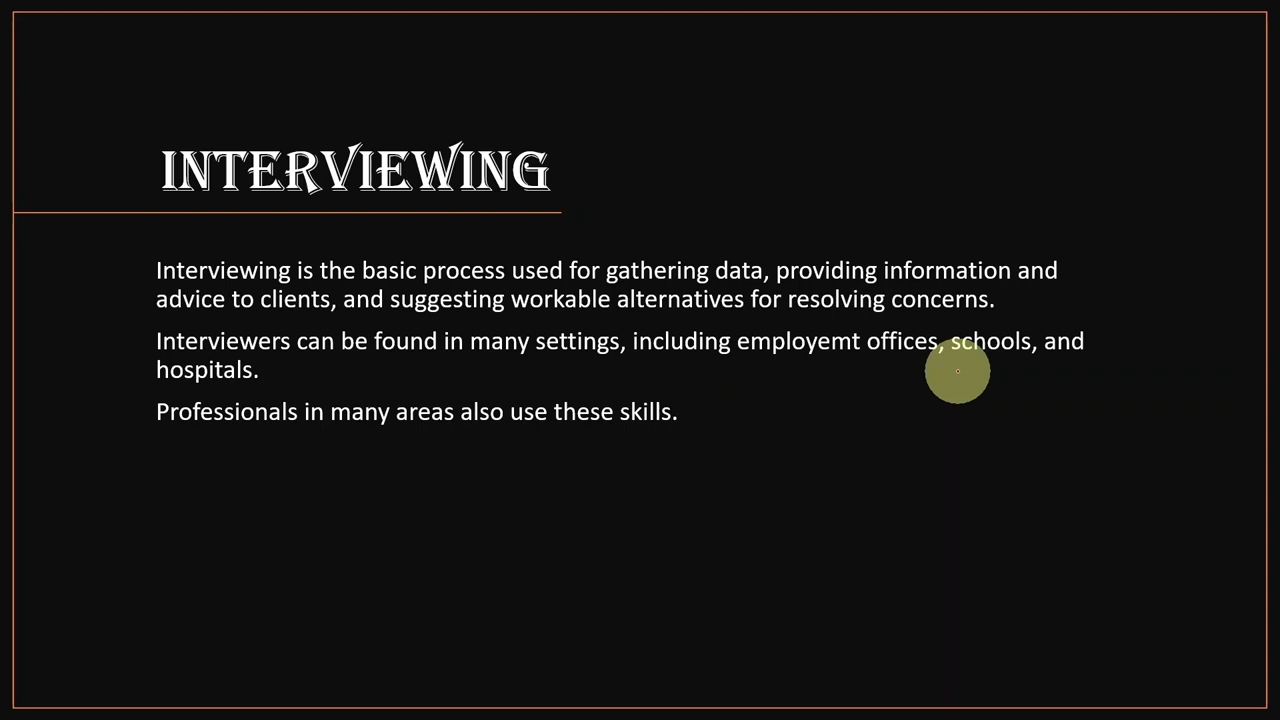 INTERVIEWING
Interviewing is the basic process used for gathering data, providing information and
advice to clients, and suggesting workable alternatives for resolving concerns.
Interviewers can be found in many settings, including employemt offices, schools, and
hospitals.
Professionals in many areas also use these skills.